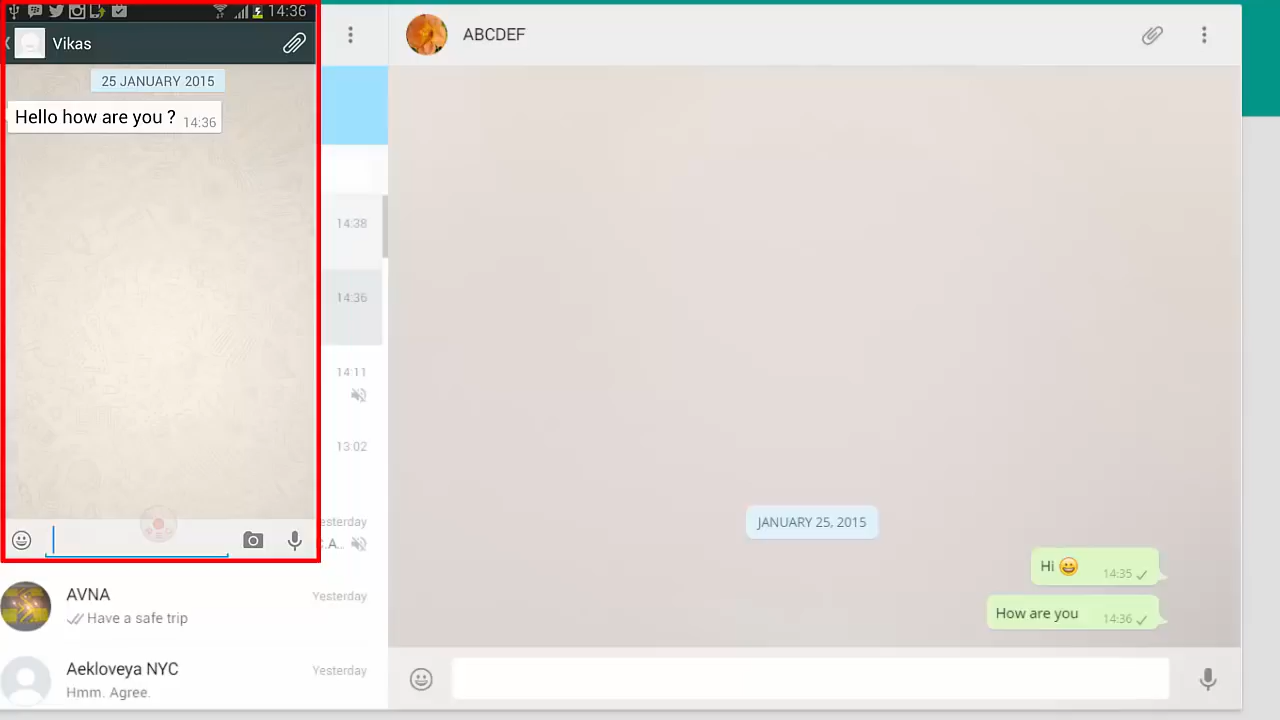 14:36
Vikas
25 JANUARY 2015
Hello how are you ? 14:36
14:38
14:36
14:11
13:02
esterday
.A...
AVNA Yesterday
Have a safe trip
Aekloveya NYC Yesterday
Hmm. Agree.
ABCDEF
JANUARY 25, 2015
Hi 😀 14:35
How are you 14:36